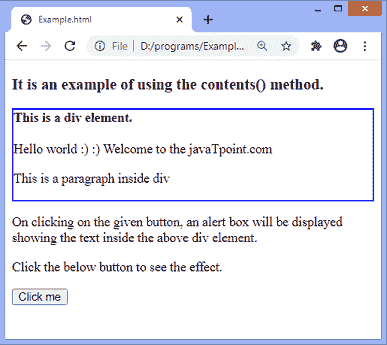 Example.html
File | D:/programs/Exampl...
It is an example of using the contents() method.
This is a div element.
Hello world :) :) Welcome to the javaTpoint.com
This is a paragraph inside div
On clicking on the given button, an alert box will be displayed
showing the text inside the above div element.
Click the below button to see the effect.
Click me